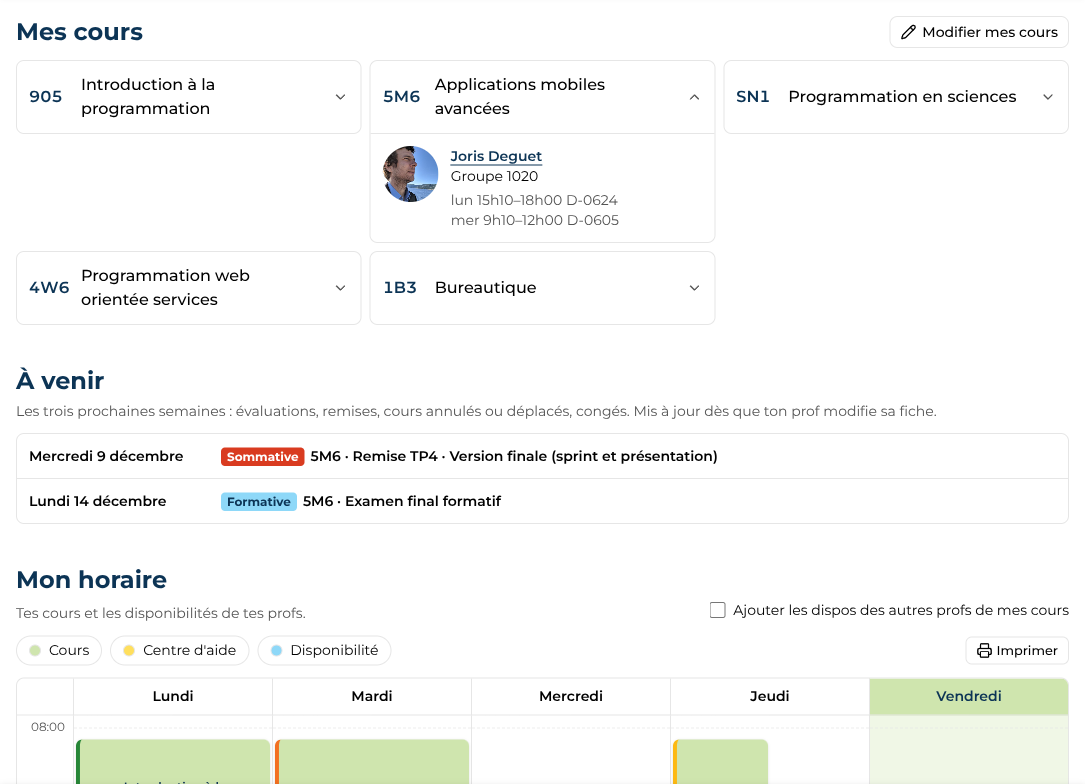 Mes cours
Modifier mes cours
905
Introduction à la
programmation
5M6
Applications mobiles
avancées
SN1
Programmation en sciences
Joris Deguet
Groupe 1020
lun 15h10–18h00 D-0624
mer 9h10–12h00 D-0605
4W6
Programmation web
orientée services
1B3
Bureautique
À venir
Les trois prochaines semaines : évaluations, remises, cours annulés ou déplacés, congés. Mis à jour dès que ton prof modifie sa fiche.
Mercredi 9 décembre
Sommative 5M6 · Remise TP4 · Version finale (sprint et présentation)
Lundi 14 décembre
Formative 5M6 · Examen final formatif
Mon horaire
Tes cours et les disponibilités de tes profs.
Ajouter les dispos des autres profs de mes cours
Cours
Centre d'aide
Disponibilité
Imprimer
Lundi
Mardi
Mercredi
Jeudi
Vendredi
08:00